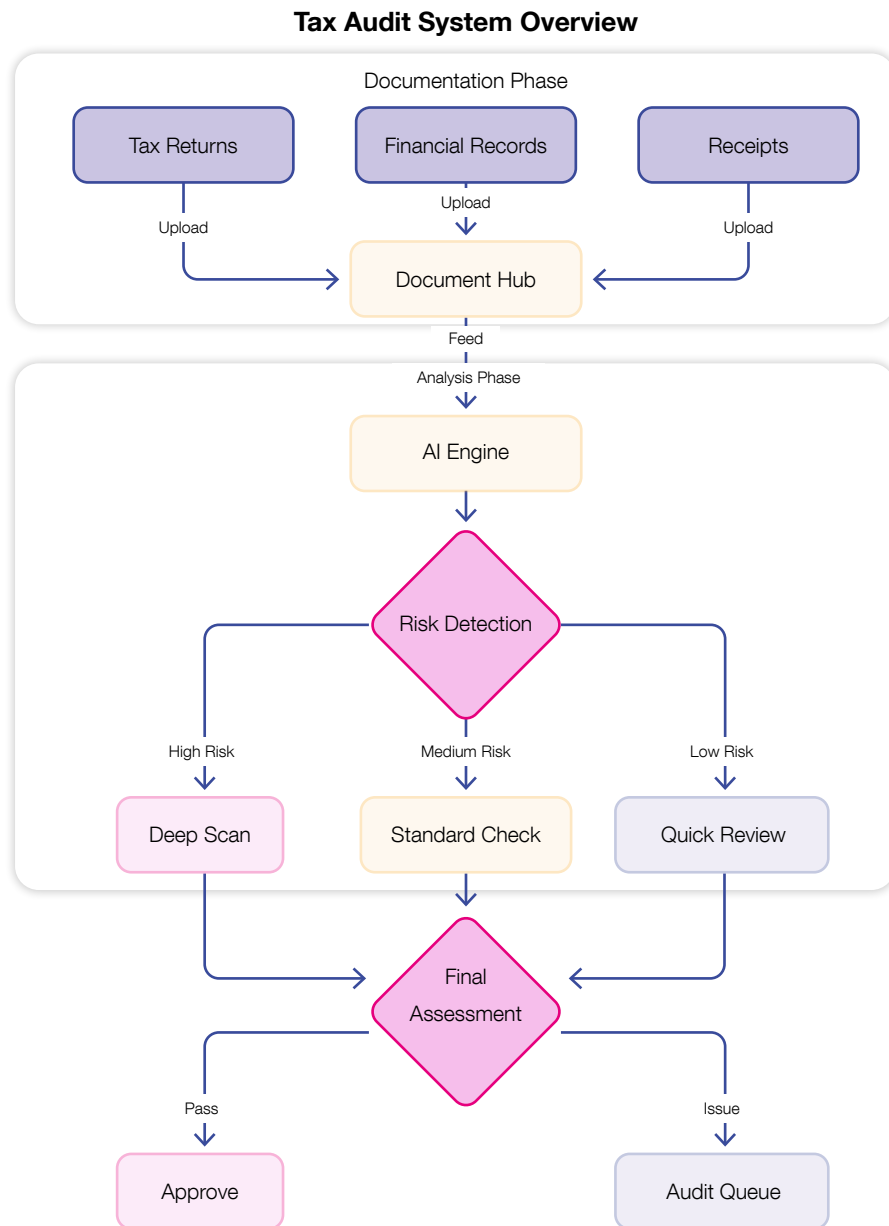 Tax Audit System Overview
Documentation Phase
Tax Returns
Financial Records
Receipts
Upload
Upload
Upload
Document Hub
Feed
Analysis Phase
AI Engine
Risk Detection
High Risk
Medium Risk
Low Risk
Deep Scan
Standard Check
Quick Review
Final
Assessment
Pass
Issue
Approve
Audit Queue